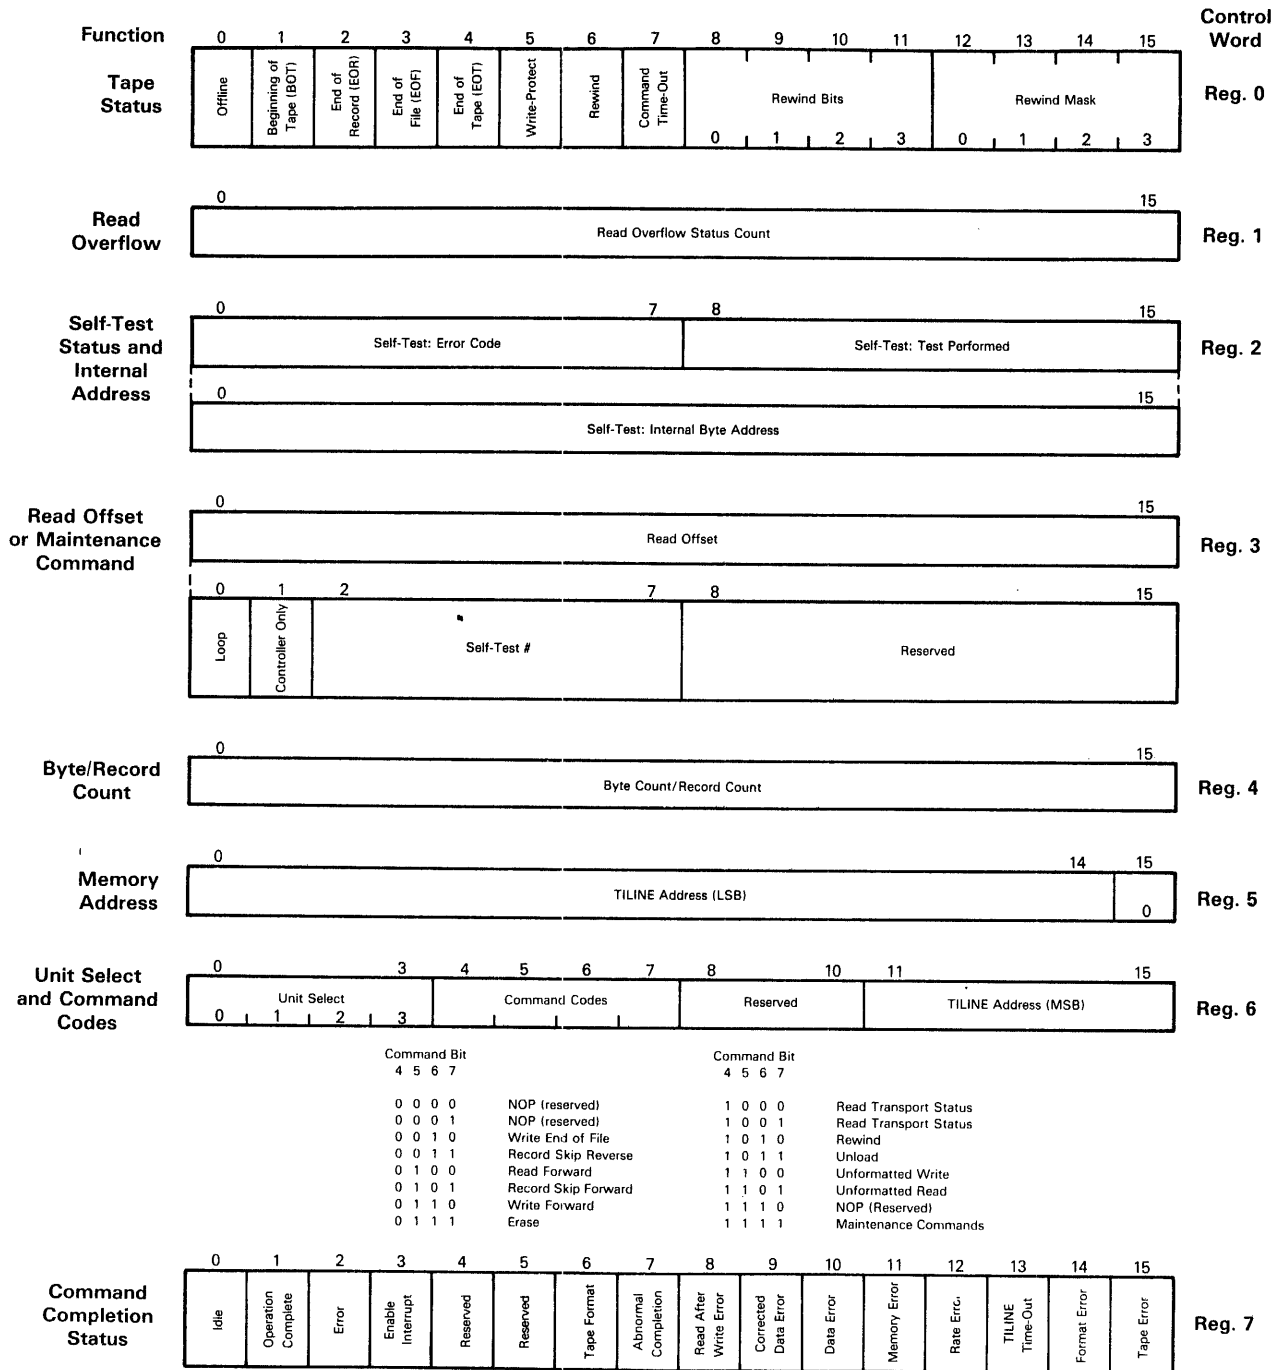 Function 0 1 2 3 4 5 6 7 8 9 10 11 12 13 14 15 Control Word
Tape Status
Offline
Beginning of Tape (BOT)
End of Record (EOR)
End of File (EOF)
End of Tape (EOT)
Write-Protect
Rewind
Command Time-Out
Rewind Bits
0 1 2 3
Rewind Mask
0 1 2 3
Reg. 0
0 15
Read Overflow
Read Overflow Status Count
Reg. 1
0 7 8 15
Self-Test Status and Internal Address
Self-Test: Error Code
Self-Test: Test Performed
Reg. 2
0 15
Self-Test: Internal Byte Address
0 15
Read Offset or Maintenance Command
Read Offset
Reg. 3
0 1 2 7 8 15
Loop
Controller Only
Self-Test #
Reserved
0 15
Byte/Record Count
Byte Count/Record Count
Reg. 4
0 14 15
Memory Address
TILINE Address (LSB)
0
Reg. 5
0 3 4 5 6 7 8 10 11 15
Unit Select and Command Codes
Unit Select
0 1 2 3
Command Codes
Reserved
TILINE Address (MSB)
Reg. 6
Command Bit
4 5 6 7
0 0 0 0 NOP (reserved)
0 0 0 1 NOP (reserved)
0 0 1 0 Write End of File
0 0 1 1 Record Skip Reverse
0 1 0 0 Read Forward
0 1 0 1 Record Skip Forward
0 1 1 0 Write Forward
0 1 1 1 Erase
Command Bit
4 5 6 7
1 0 0 0 Read Transport Status
1 0 0 1 Read Transport Status
1 0 1 0 Rewind
1 0 1 1 Unload
1 1 0 0 Unformatted Write
1 1 0 1 Unformatted Read
1 1 1 0 NOP (Reserved)
1 1 1 1 Maintenance Commands
0 1 2 3 4 5 6 7 8 9 10 11 12 13 14 15
Command Completion Status
Idle
Operation Complete
Error
Enable Interrupt
Reserved
Reserved
Tape Format
Abnormal Completion
Read After Write Error
Corrected Data Error
Data Error
Memory Error
Rate Error
TILINE Time-Out
Format Error
Tape Error
Reg. 7